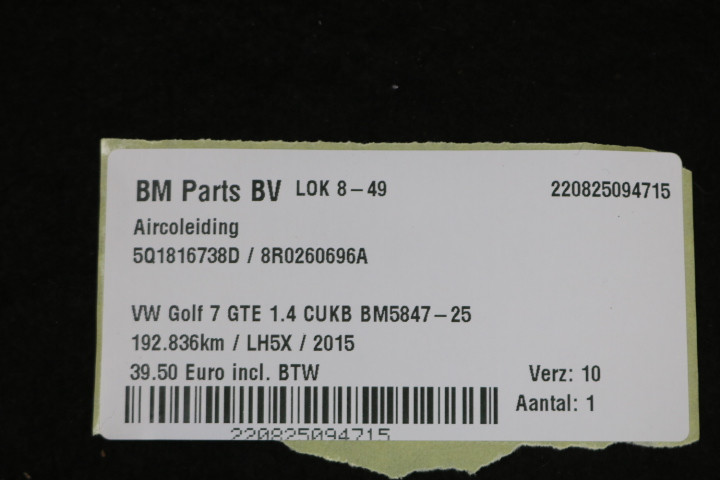 BM Parts BV LOK 8-49 220825094715
Aircoleiding
5Q1816738D / 8R0260696A
VW Golf 7 GTE 1.4 CUKB BM5847-25
192.836km / LH5X / 2015
39.50 Euro incl. BTW Verz: 10
Aantal: 1
220825094715